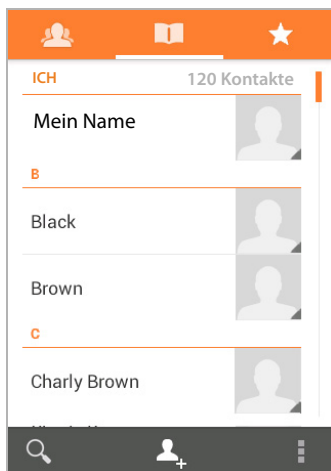 ICH 120 Kontakte
Mein Name
B
Black
Brown
C
Charly Brown